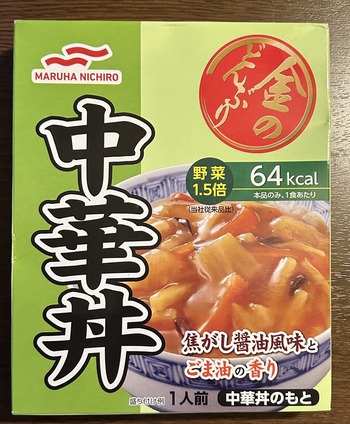 MARUHA NICHIRO
金の
どんぶり
中華丼
野菜
1.5倍
(当社従来品比)
64kcal
本品のみ、1食あたり
焦がし醤油風味と
ごま油の香り
盛り付け例
1人前
中華丼のもと